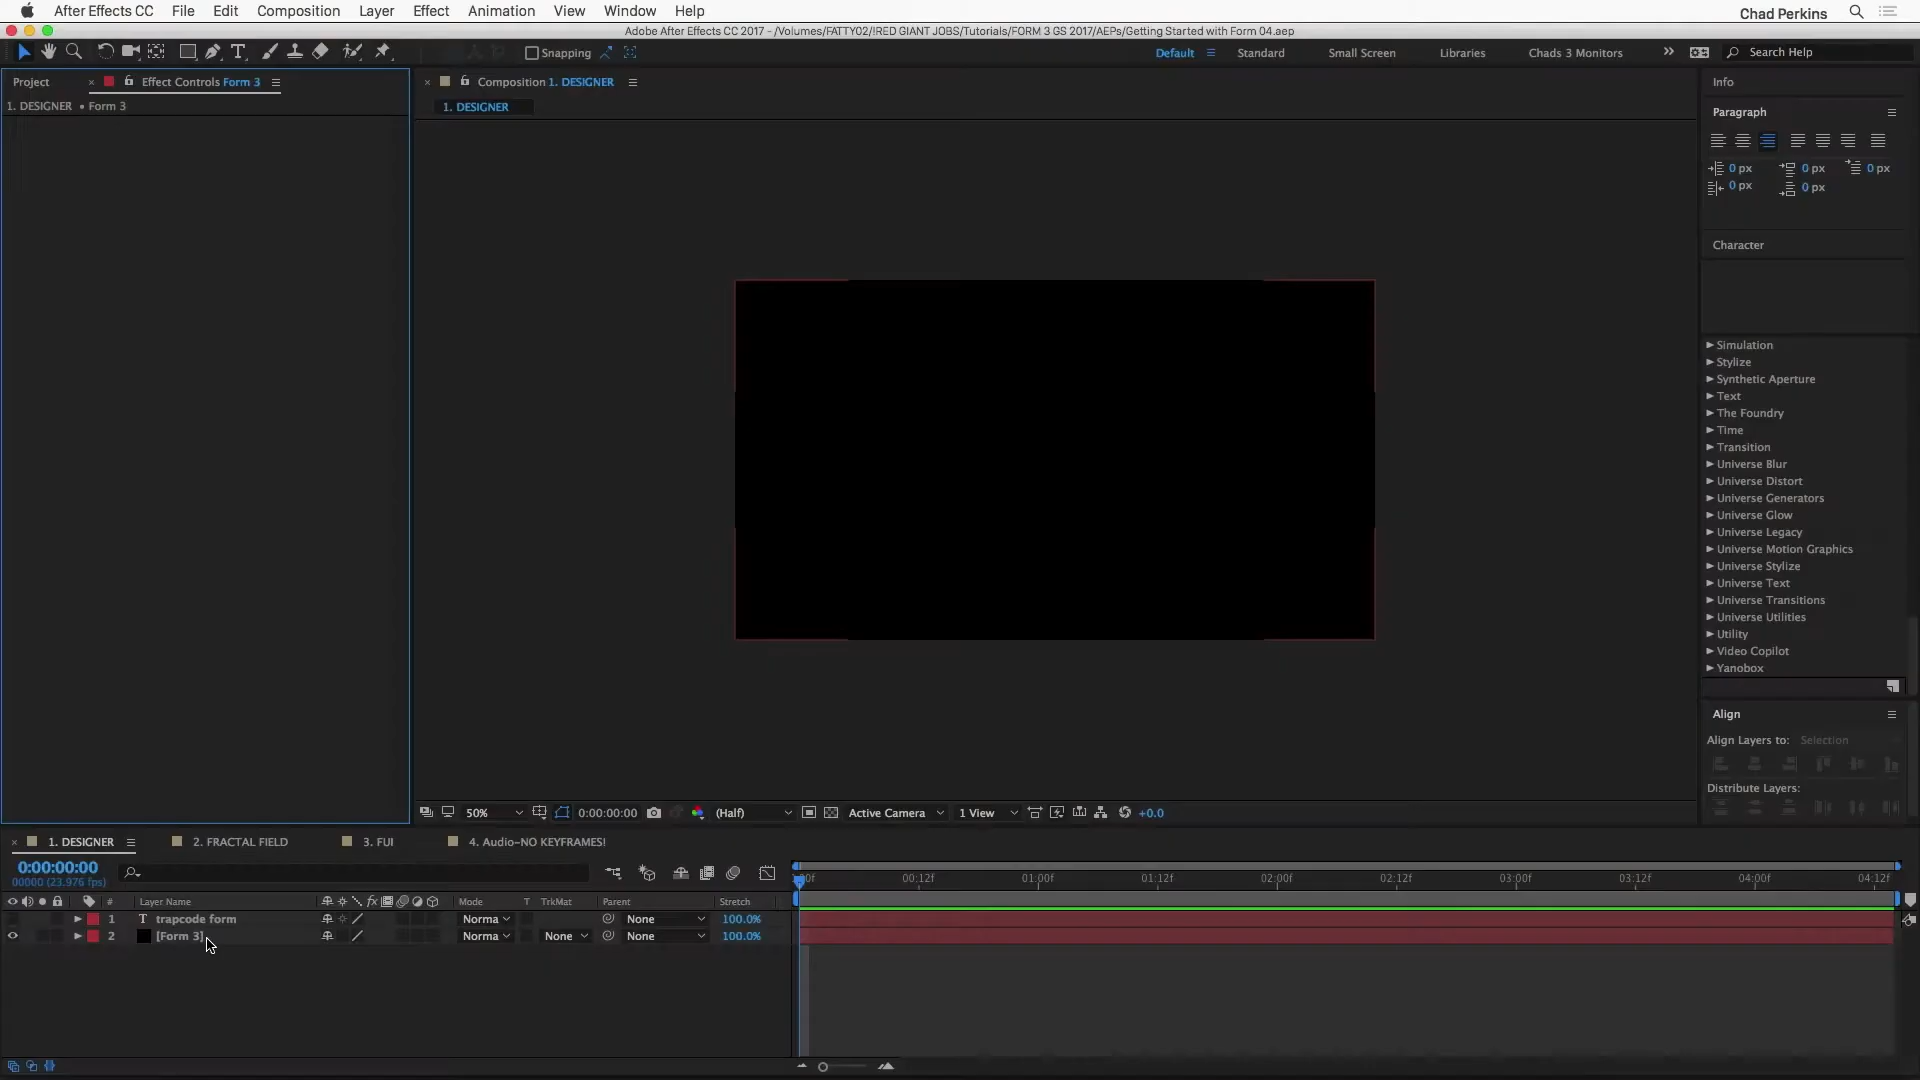 After Effects CC File Edit Composition Layer Effect Animation View Window Help Chad Perkins
Adobe After Effects CC 2017 - /Volumes/FATTY02/!RED GIANT JOBS/Tutorials/FORM 3 GS 2017/AEPs/Getting Started with Form 04.aep
Snapping Default Standard Small Screen Libraries Chads 3 Monitors Search Help
Project Effect Controls Form 3 Composition 1. DESIGNER Info
1. DESIGNER • Form 3 1. DESIGNER
Paragraph
0 px 0 px 0 px
0 px 0 px
Character
Simulation
Stylize
Synthetic Aperture
Text
The Foundry
Time
Transition
Universe Blur
Universe Distort
Universe Generators
Universe Glow
Universe Legacy
Universe Motion Graphics
Universe Stylize
Universe Text
Universe Transitions
Universe Utilities
Utility
Video Copilot
Yanobox
Align
Align Layers to: Selection
Distribute Layers:
50% 0:00:00:00 (Half) Active Camera 1 View +0.0
1. DESIGNER 2. FRACTAL FIELD 3. FUI 4. Audio-NO KEYFRAMES!
0:00:00:00
00000 (23.976 fps)
00:12f 01:00f 01:12f 02:00f 02:12f 03:00f 03:12f 04:00f 04:12f
# Layer Name fx Mode T TrkMat Parent Stretch
1 T trapcode form Norma None 100.0%
2 [Form 3] Norma None None 100.0%